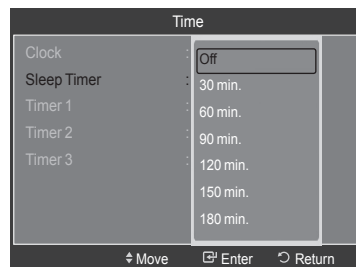 Time
Clock :
Sleep Timer :
Timer 1 :
Timer 2 :
Timer 3 :
Off
30 min.
60 min.
90 min.
120 min.
150 min.
180 min.
Move Enter Return